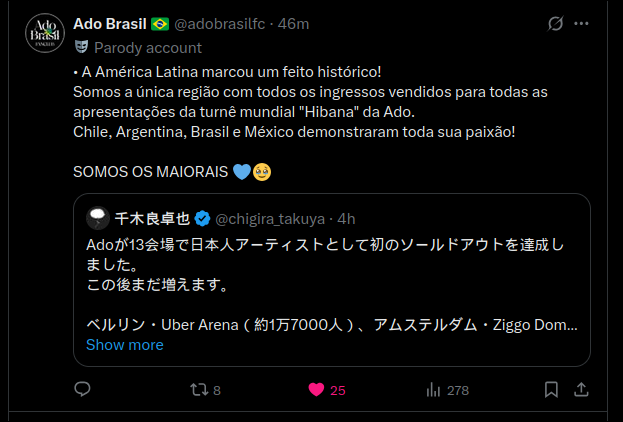 Ado Brasil 🇧🇷 @adobrasilfc · 46m
Parody account
• A América Latina marcou um feito histórico!
Somos a única região com todos os ingressos vendidos para todas as
apresentações da turnê mundial "Hibana" da Ado.
Chile, Argentina, Brasil e México demonstraram toda sua paixão!
SOMOS OS MAIORAIS 🩵🥹
千木良卓也 @chigira_takuya · 4h
Adoが13会場で日本人アーティストとして初のソールドアウトを達成し
ました。
この後まだ増えます。
ベルリン・Uber Arena（約1万7000人）、アムステルダム・Ziggo Dom...
Show more
8 25 278